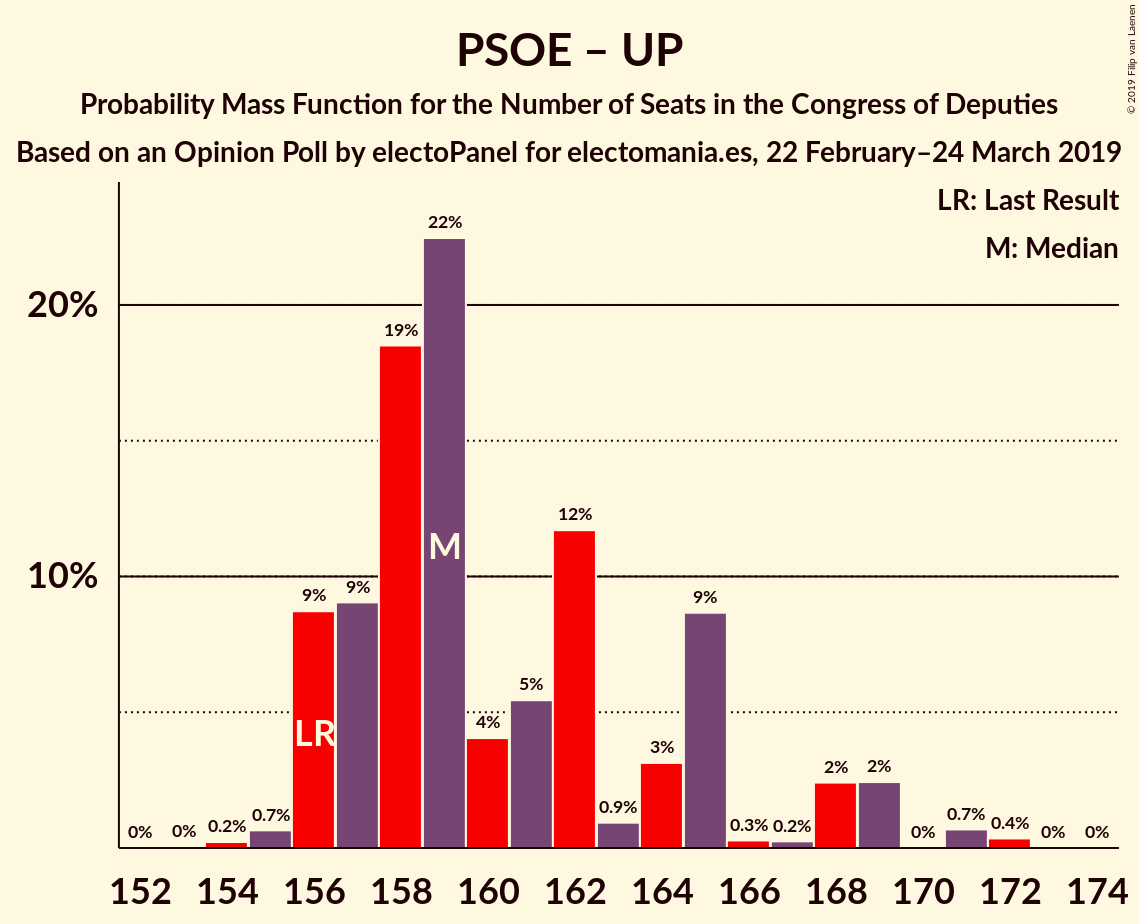 PSOE – UP
Probability Mass Function for the Number of Seats in the Congress of Deputies
Based on an Opinion Poll by electoPanel for electomania.es, 22 February–24 March 2019
© 2019 Filip van Laenen
LR: Last Result
M: Median
20%
10%
0%
0%
0.2%
0.7%
9%
9%
19%
22%
4%
5%
12%
0.9%
3%
9%
0.3%
0.2%
2%
2%
0%
0.7%
0.4%
0%
0%
LR
M
152 154 156 158 160 162 164 166 168 170 172 174